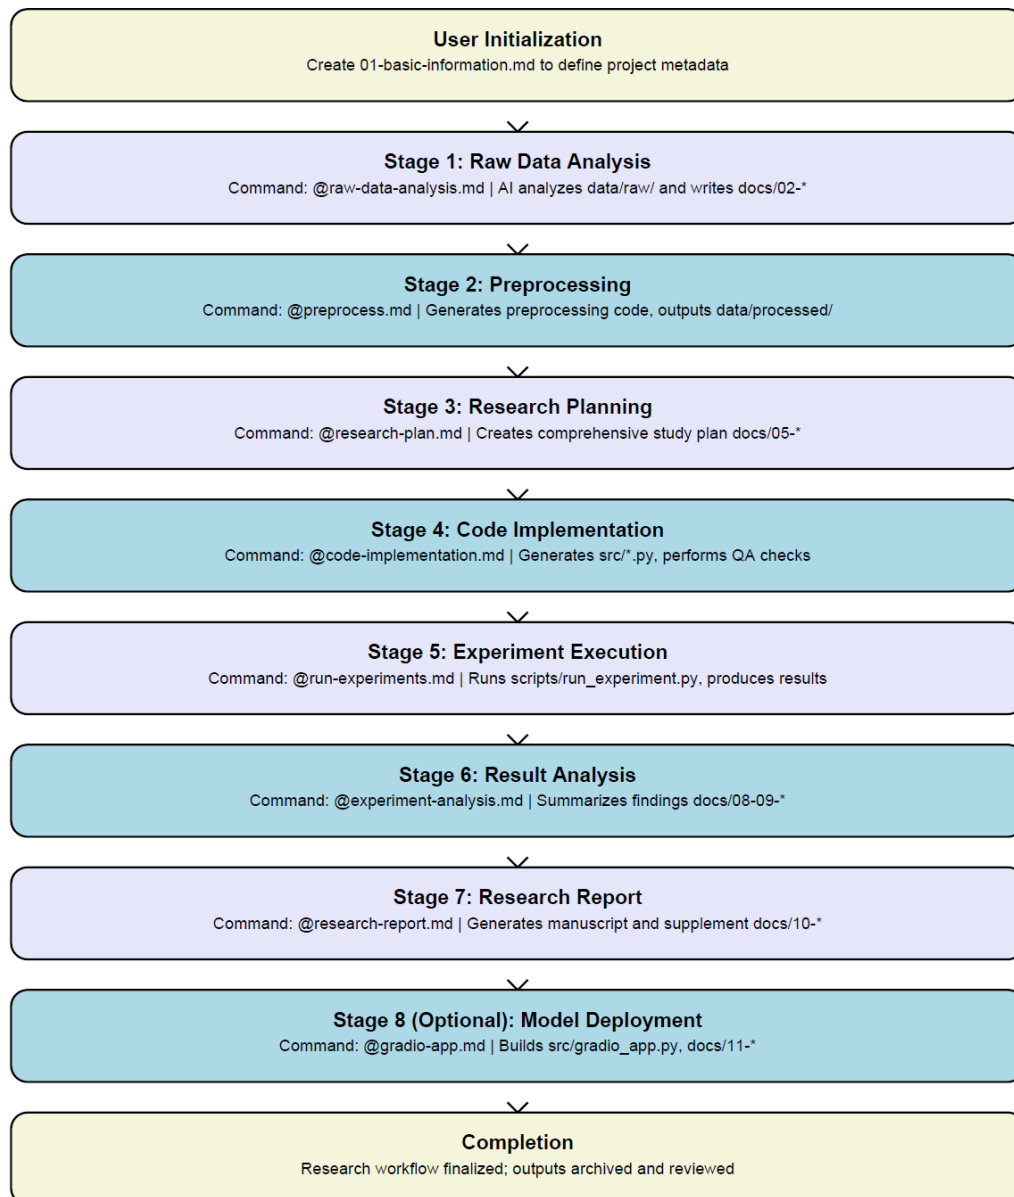 User Initialization
Create 01-basic-information.md to define project metadata
Stage 1: Raw Data Analysis
Command: @raw-data-analysis.md | AI analyzes data/raw/ and writes docs/02-*
Stage 2: Preprocessing
Command: @preprocess.md | Generates preprocessing code, outputs data/processed/
Stage 3: Research Planning
Command: @research-plan.md | Creates comprehensive study plan docs/05-*
Stage 4: Code Implementation
Command: @code-implementation.md | Generates src/*.py, performs QA checks
Stage 5: Experiment Execution
Command: @run-experiments.md | Runs scripts/run_experiment.py, produces results
Stage 6: Result Analysis
Command: @experiment-analysis.md | Summarizes findings docs/08-09-*
Stage 7: Research Report
Command: @research-report.md | Generates manuscript and supplement docs/10-*
Stage 8 (Optional): Model Deployment
Command: @gradio-app.md | Builds src/gradio_app.py, docs/11-*
Completion
Research workflow finalized; outputs archived and reviewed